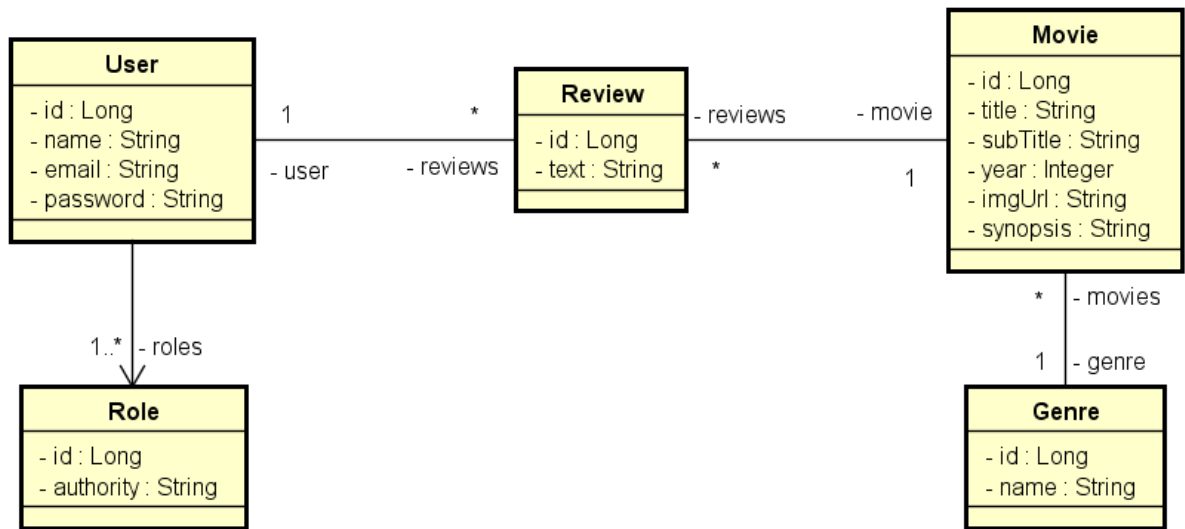 User
- id : Long
- name : String
- email : String
- password : String
1
*
- user
- reviews
Review
- id : Long
- text : String
- reviews
- movie
*
1
Movie
- id : Long
- title : String
- subTitle : String
- year : Integer
- imgUrl : String
- synopsis : String
* - movies
1 - genre
1..* - roles
Role
- id : Long
- authority : String
Genre
- id : Long
- name : String